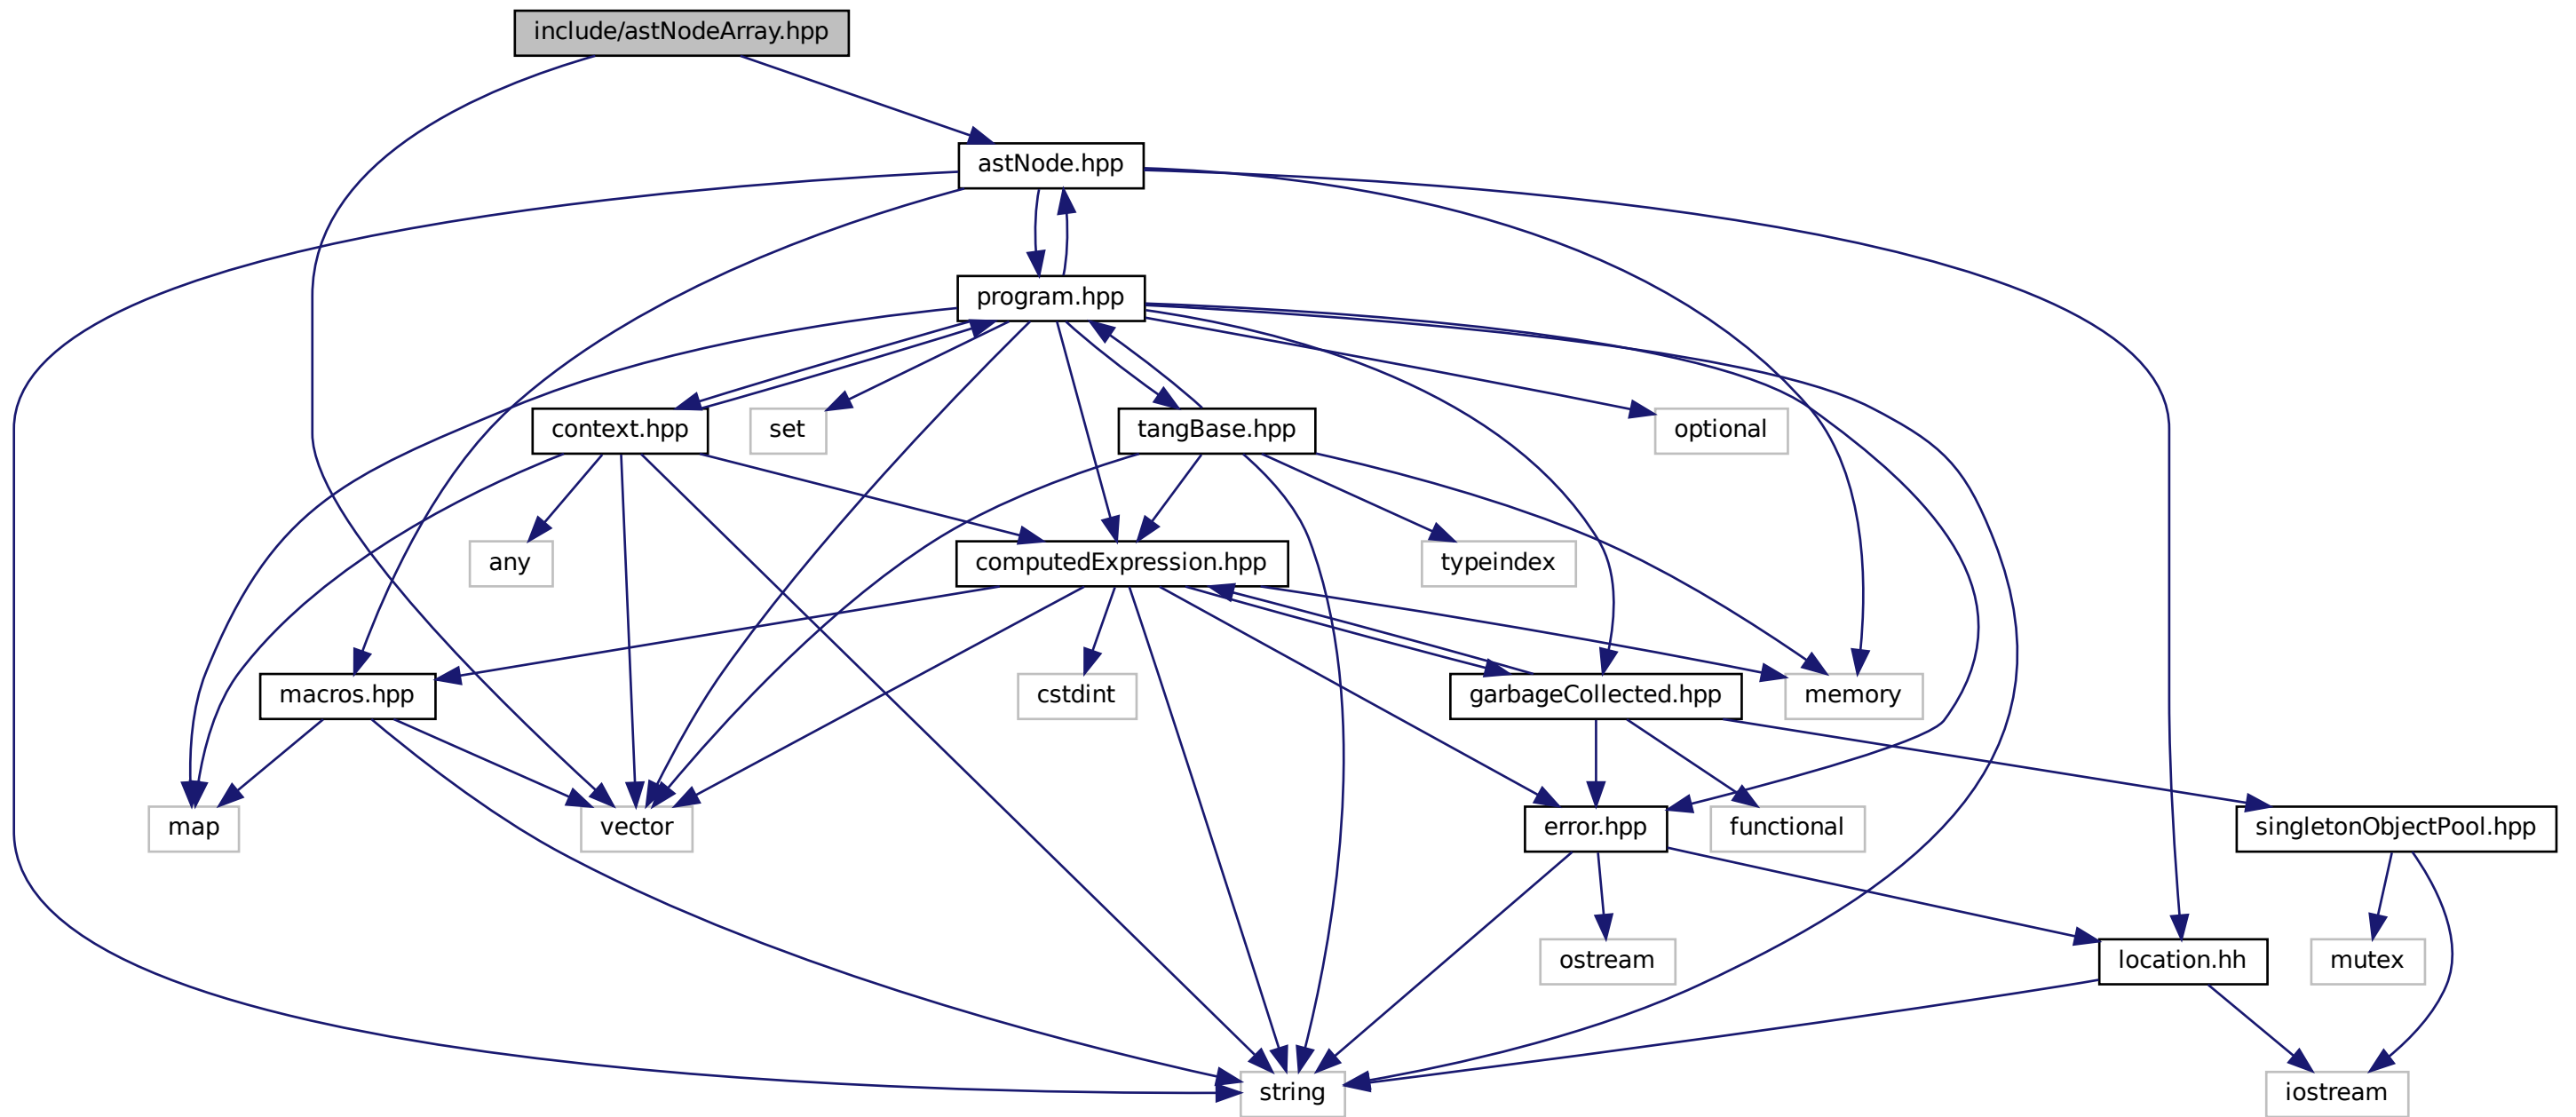 include/astNodeArray.hpp
astNode.hpp
program.hpp
context.hpp
set
tangBase.hpp
optional
any
computedExpression.hpp
typeindex
macros.hpp
cstdint
garbageCollected.hpp
memory
map
vector
error.hpp
functional
singletonObjectPool.hpp
ostream
location.hh
mutex
string
iostream